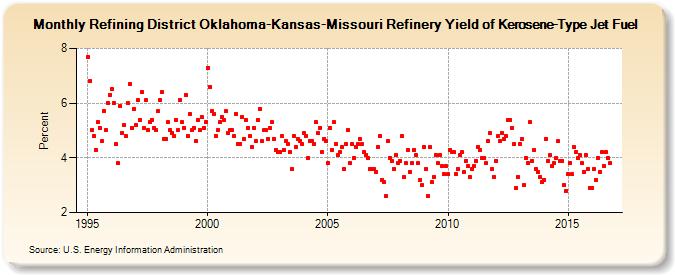 Monthly Refining District Oklahoma-Kansas-Missouri Refinery Yield of Kerosene-Type Jet Fuel
Percent
8
6
4
2
1995 2000 2005 2010 2015
Source: U.S. Energy Information Administration